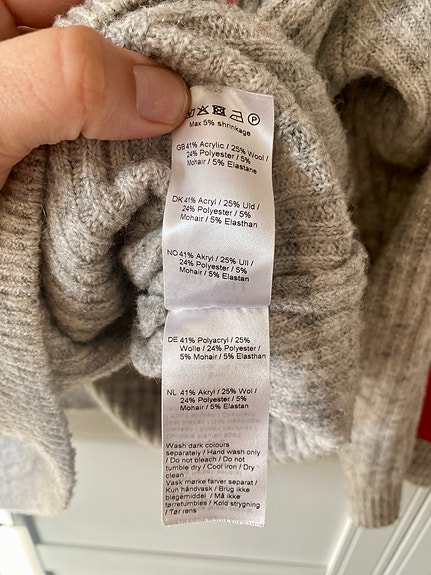 P
Max 5% shrinkage
GB 41% Acrylic / 25% Wool /
24% Polyester / 5%
Mohair / 5% Elastane
DK 41% Acryl / 25% Uld /
24% Polyester / 5%
Mohair / 5% Elasthan
NO 41% Akryl / 25% Ull /
24% Polyester / 5%
Mohair / 5% Elastan
DE 41% Polyacryl / 25%
Wolle / 24% Polyester /
5% Mohair / 5% Elasthan
NL 41% Akryl / 25% Wol /
24% Polyester / 5%
Mohair / 5% Elastan
Wash dark colours
separately / Hand wash only
/ Do not bleach / Do not
tumble dry / Cool iron / Dry
clean
Vask mørke farver separat /
Kun håndvask / Brug ikke
blegemiddel / Må ikke
tørretumbles / Kold strygning
/ Tør rens